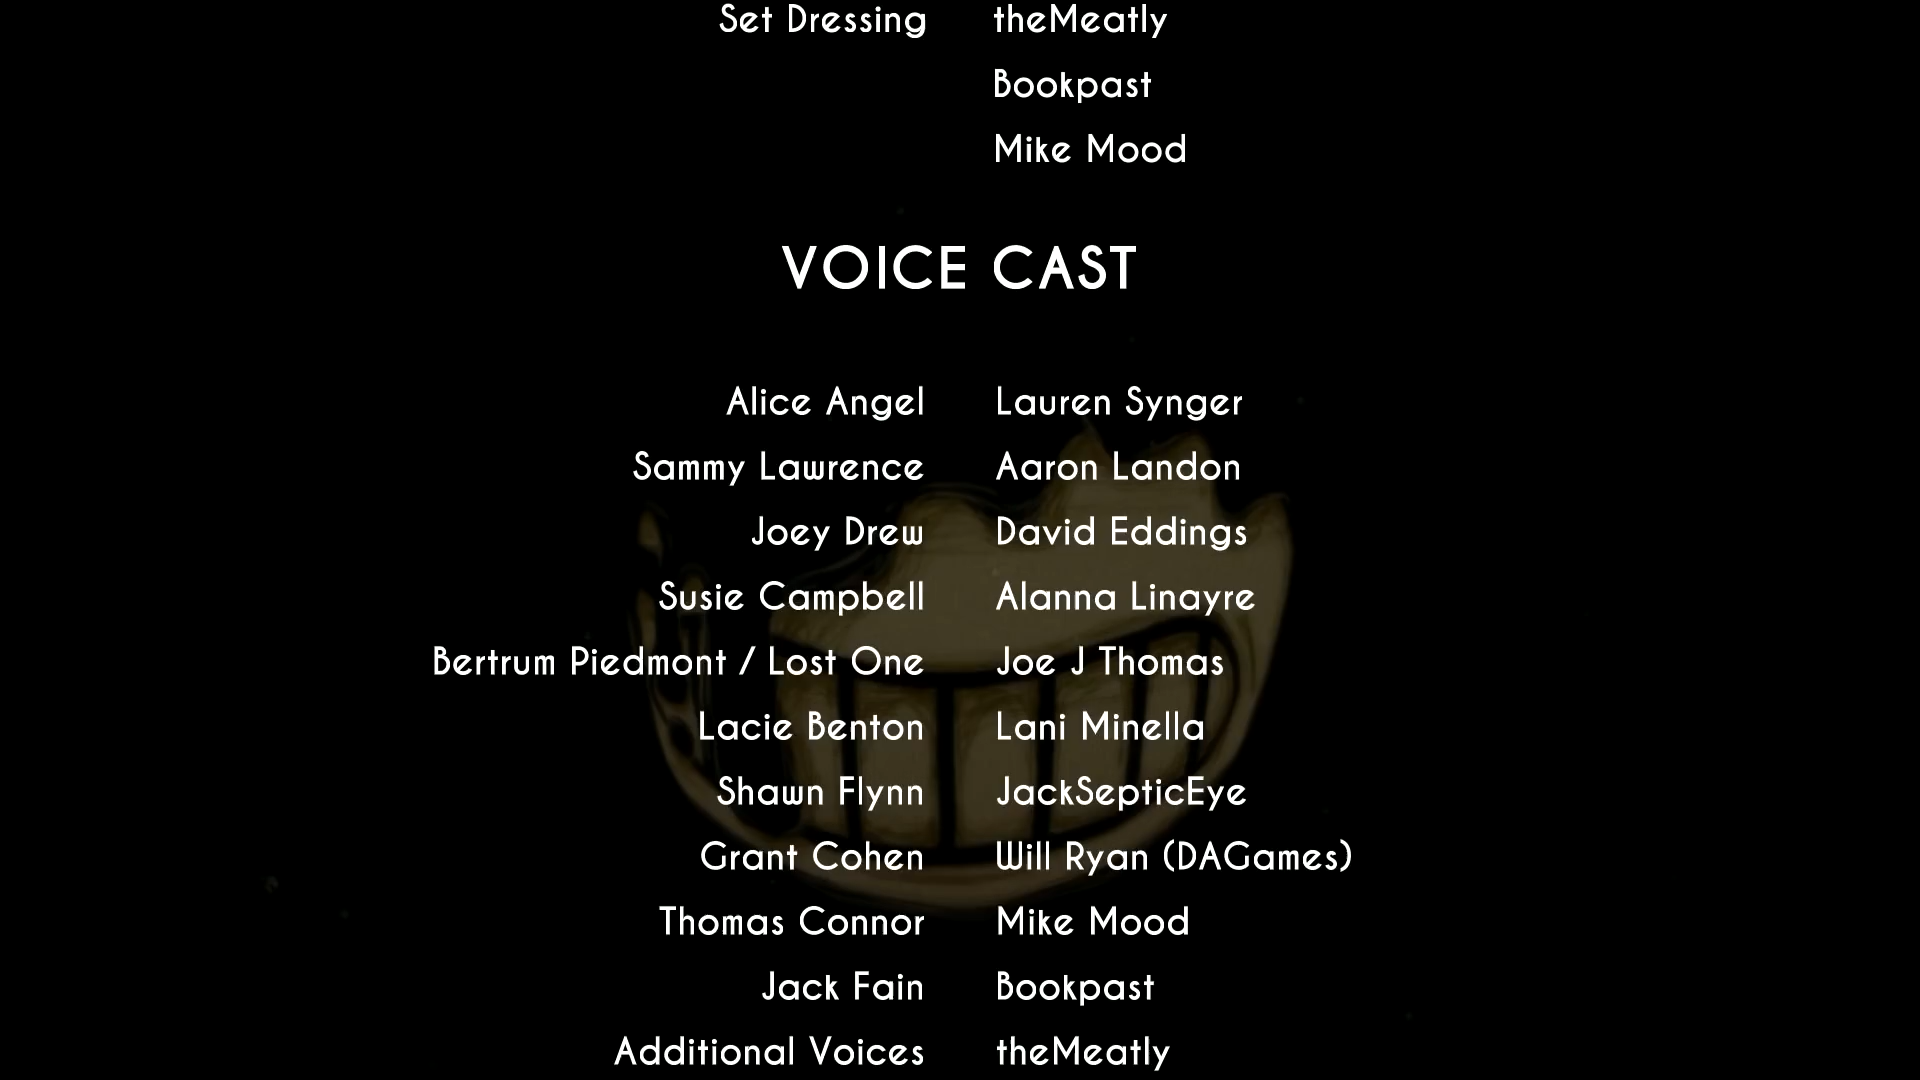 Set Dressing theMeatly
Bookpast
Mike Mood
VOICE CAST
Alice Angel Lauren Synger
Sammy Lawrence Aaron Landon
Joey Drew David Eddings
Susie Campbell Alanna Linayre
Bertrum Piedmont / Lost One Joe J Thomas
Lacie Benton Lani Minella
Shawn Flynn JackSepticEye
Grant Cohen Will Ryan (DAGames)
Thomas Connor Mike Mood
Jack Fain Bookpast
Additional Voices theMeatly